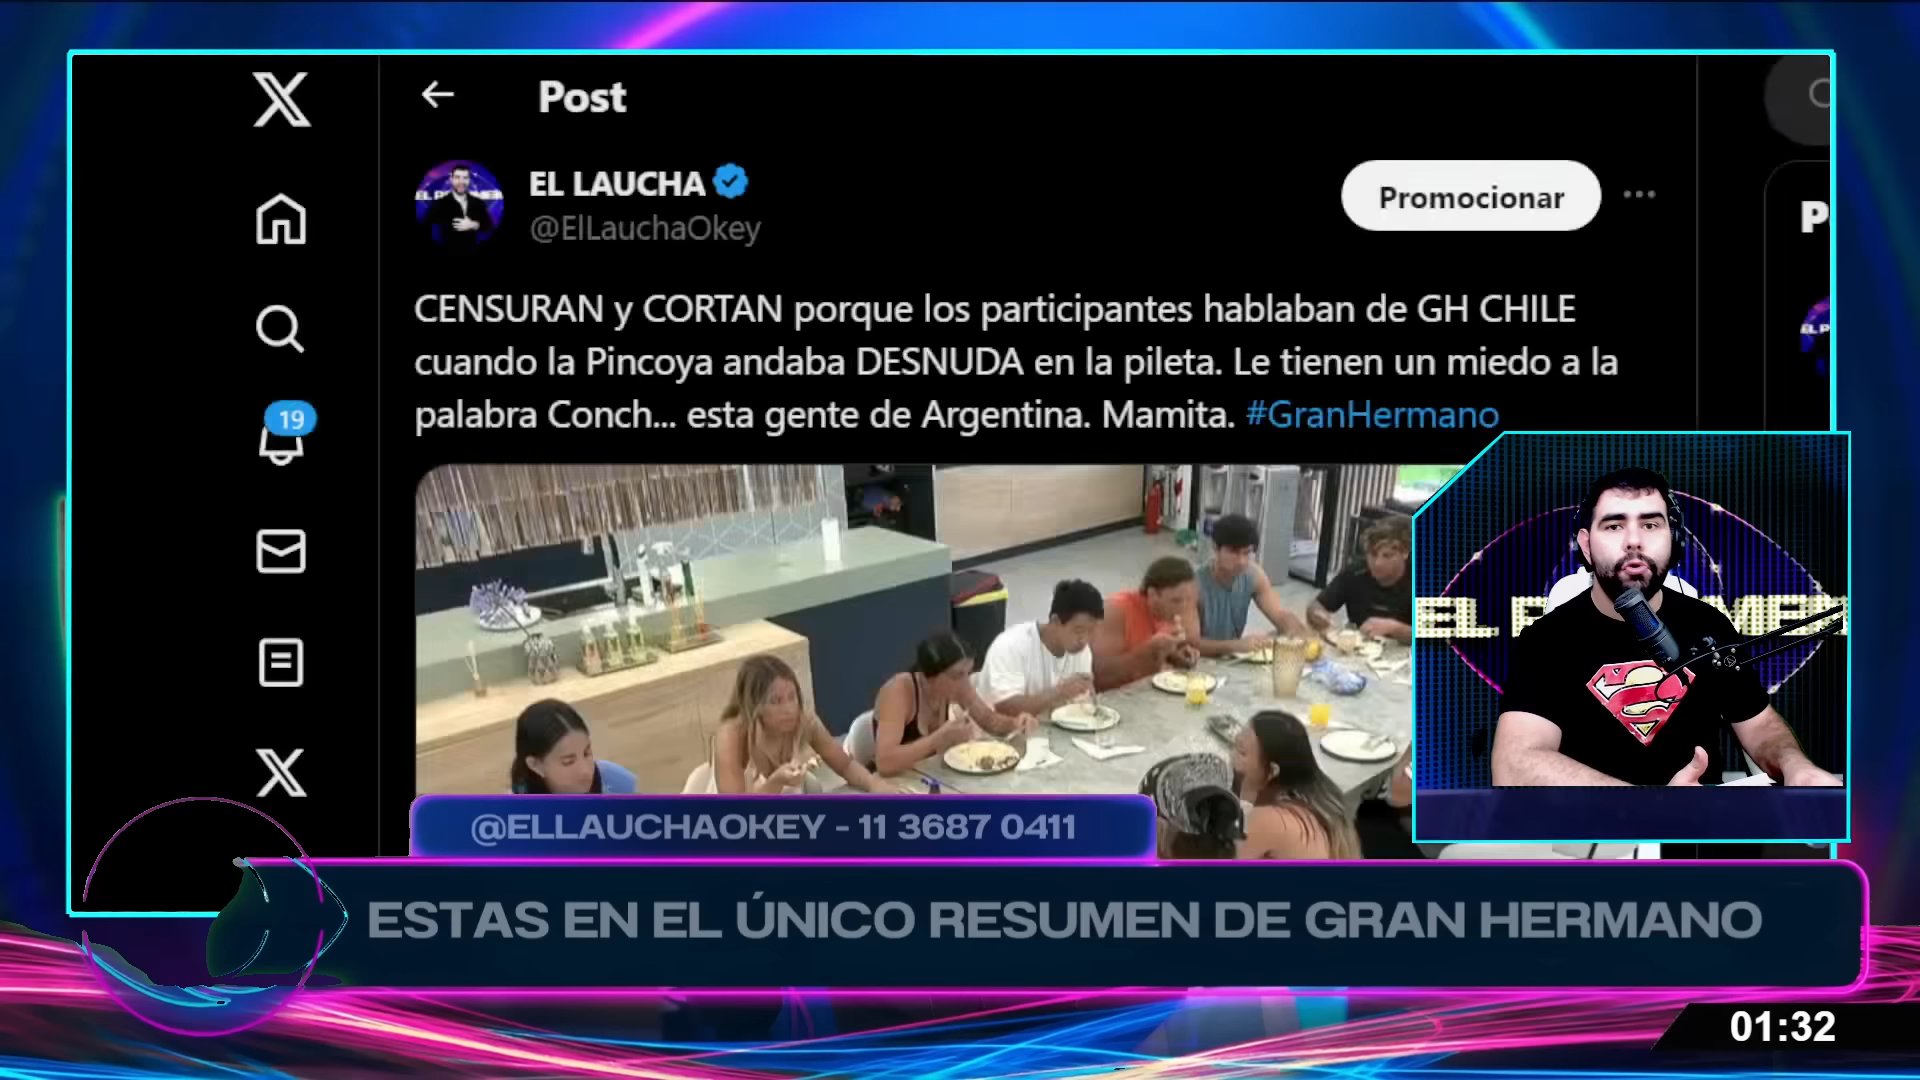 Post
EL LAUCHA
@ElLauchaOkey
Promocionar
CENSURAN y CORTAN porque los participantes hablaban de GH CHILE
cuando la Pincoya andaba DESNUDA en la pileta. Le tienen un miedo a la
palabra Conch... esta gente de Argentina. Mamita. #GranHermano
19
@ELLAUCHAOKEY - 11 3687 0411
ESTAS EN EL ÚNICO RESUMEN DE GRAN HERMANO
01:32